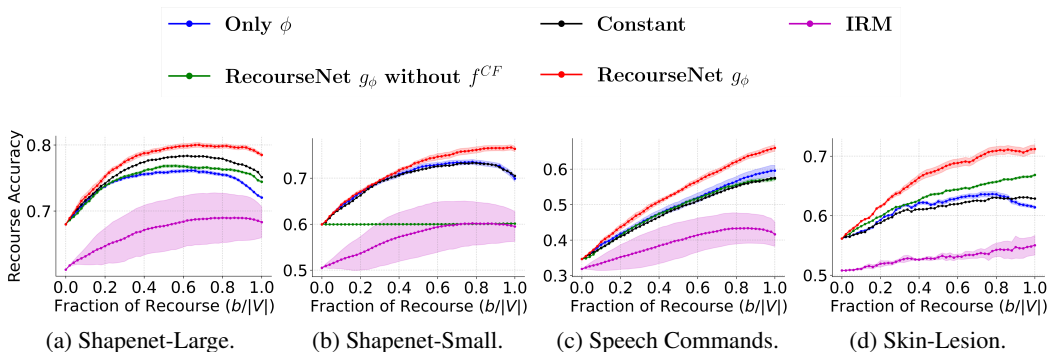 Only ϕ
Constant
IRM
RecourseNet gϕ without f^CF
RecourseNet gϕ
Recourse Accuracy
0.8
0.7
0.0 0.2 0.4 0.6 0.8 1.0
Fraction of Recourse (b/|V|)
(a) Shapenet-Large.
0.7
0.6
0.5
0.0 0.2 0.4 0.6 0.8 1.0
Fraction of Recourse (b/|V|)
(b) Shapenet-Small.
0.6
0.5
0.4
0.3
0.0 0.2 0.4 0.6 0.8 1.0
Fraction of Recourse (b/|V|)
(c) Speech Commands.
0.7
0.6
0.5
0.0 0.2 0.4 0.6 0.8 1.0
Fraction of Recourse (b/|V|)
(d) Skin-Lesion.